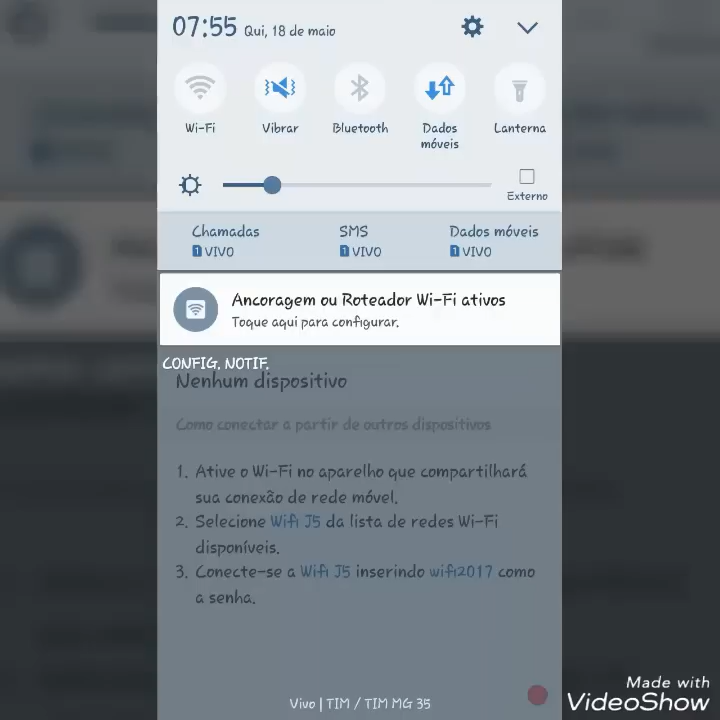 07:55 Qui, 18 de maio
Wi-Fi
Vibrar
Bluetooth
Dados móveis
Lanterna
Externo
Chamadas
1 VIVO
SMS
1 VIVO
Dados móveis
1 VIVO
Ancoragem ou Roteador Wi-Fi ativos
Toque aqui para configurar.
CONFIG. NOTIF.
Nenhum dispositivo
Como conectar a partir de outros dispositivos
1. Ative o Wi-Fi no aparelho que compartilhará
sua conexão de rede móvel.
2. Selecione Wifi J5 da lista de redes Wi-Fi
disponíveis.
3. Conecte-se a Wifi J5 inserindo wifi2017 como
a senha.
Vivo | TIM / TIM MG 35
Made with
VideoShow